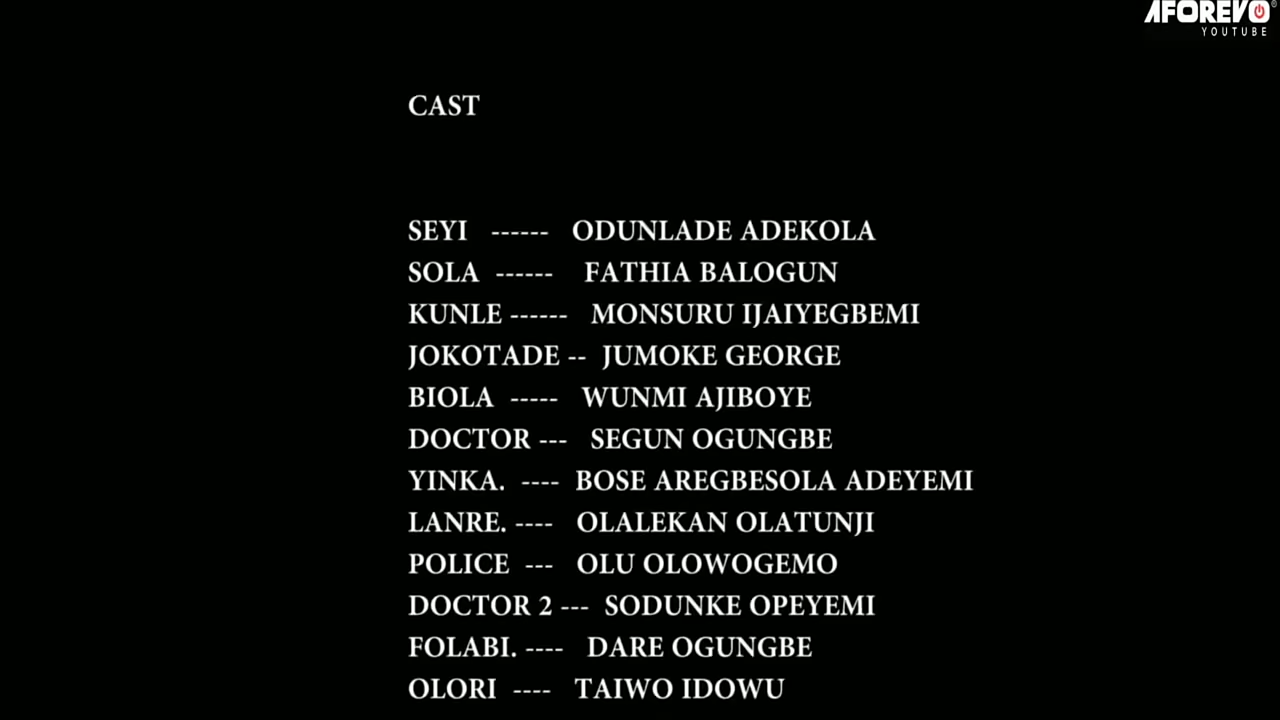 AFOREVO
YOUTUBE
CAST
SEYI ------ ODUNLADE ADEKOLA
SOLA ------ FATHIA BALOGUN
KUNLE ------ MONSURU IJAIYEGBEMI
JOKOTADE -- JUMOKE GEORGE
BIOLA ----- WUNMI AJIBOYE
DOCTOR --- SEGUN OGUNGBE
YINKA. ---- BOSE AREGBESOLA ADEYEMI
LANRE. ---- OLALEKAN OLATUNJI
POLICE --- OLU OLOWOGEMO
DOCTOR 2 --- SODUNKE OPEYEMI
FOLABI. ---- DARE OGUNGBE
OLORI ---- TAIWO IDOWU